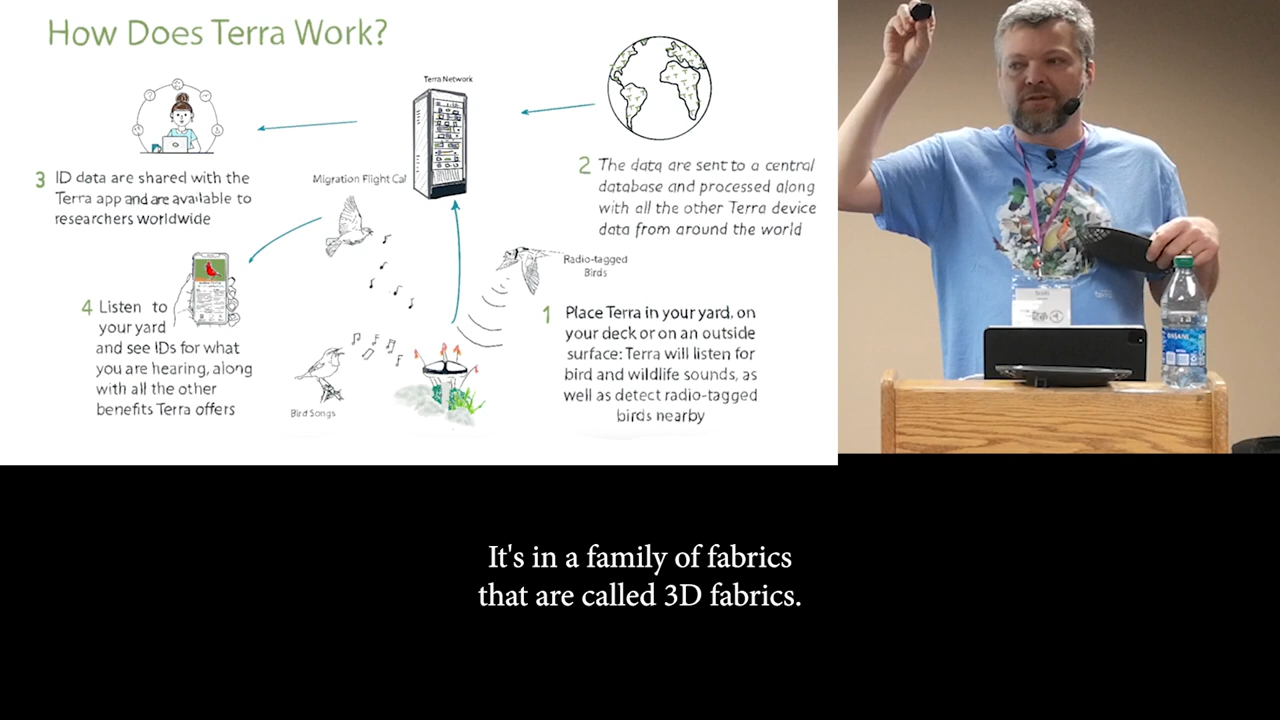 How Does Terra Work?
Terra Network
3 ID data are shared with the
Terra app and are available to
researchers worldwide
Migration Flight Cal
2 The data are sent to a central
database and processed along
with all the other Terra device
data from around the world
Radio-tagged
Birds
4 Listen to
your yard
and see IDs for what
you are hearing, along
with all the other
benefits Terra offers
Bird Songs
1 Place Terra in your yard, on
your deck or on an outside
surface: Terra will listen for
bird and wildlife sounds, as
well as detect radio-tagged
birds nearby
terra
It's in a family of fabrics
that are called 3D fabrics.